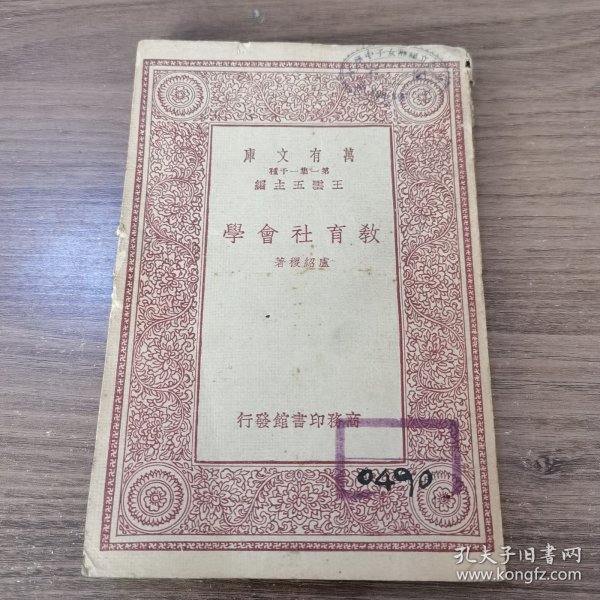 萬有文庫
第一集一千種
王雲五主編
教育社會學
盧紹稷著
商務印書館發行
0490
孔夫子旧书网
www.kongfz.com